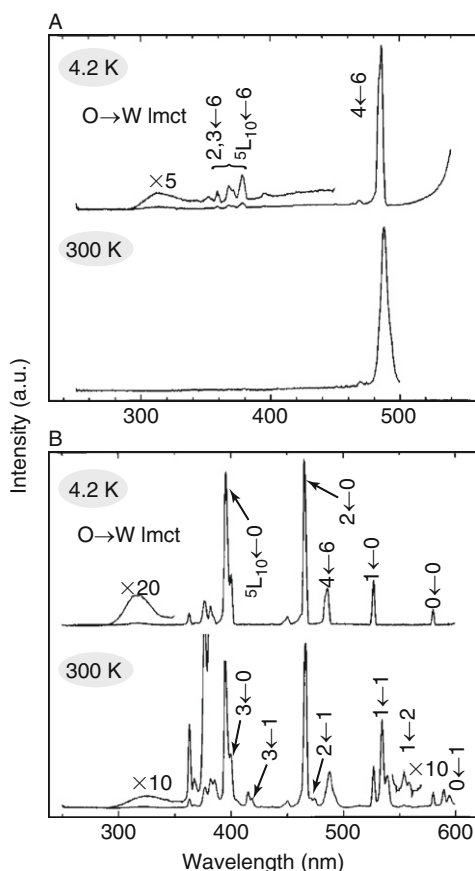 A
4.2 K
O→W lmct
×5
2,3←6
⁵L₁₀←6
4←6
300 K
300
400
500
Intensity (a.u.)
B
4.2 K
O→W lmct
×20
⁵L₁₀←0
2←0
4←6
1←0
0←0
300 K
×10
3←0
3←1
2←1
1←1
1←2
×10
0←1
300
400
500
600
Wavelength (nm)